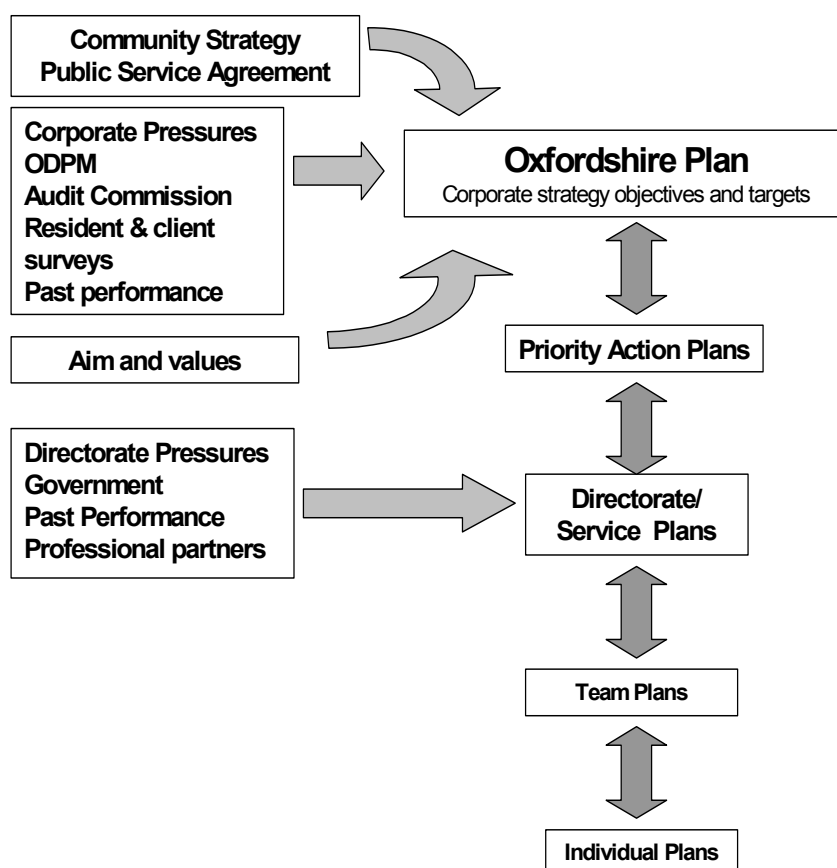 Community Strategy
Public Service Agreement
Corporate Pressures
ODPM
Audit Commission
Resident & client
surveys
Past performance
Oxfordshire Plan
Corporate strategy objectives and targets
Aim and values
Priority Action Plans
Directorate Pressures
Government
Past Performance
Professional partners
Directorate/
Service Plans
Team Plans
Individual Plans